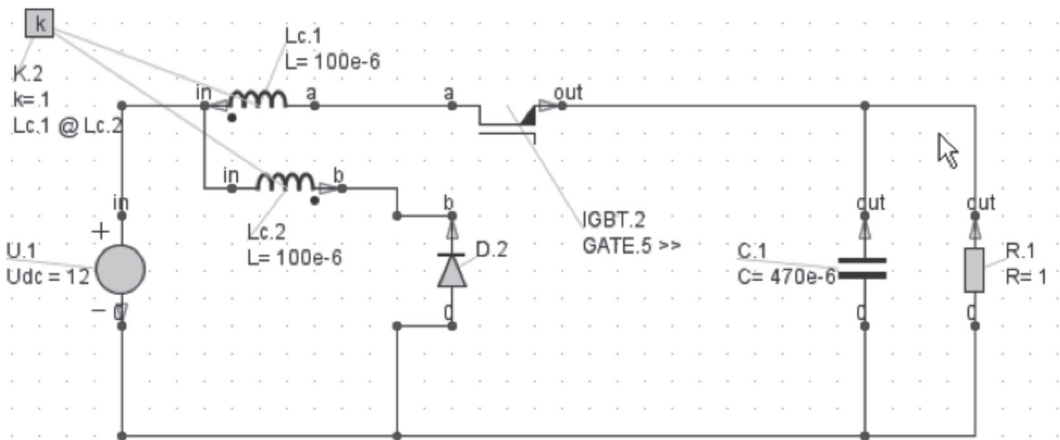 k
K.2
k= 1
Lc.1 @ Lc.2
Lc.1
L= 100e-6
in
a
a
out
in
b
Lc.2
L= 100e-6
in
+
U.1
Udc = 12
−
0
b
D.2
0
IGBT.2
GATE.5 >>
out
C.1
C= 470e-6
0
out
R.1
R= 1
0